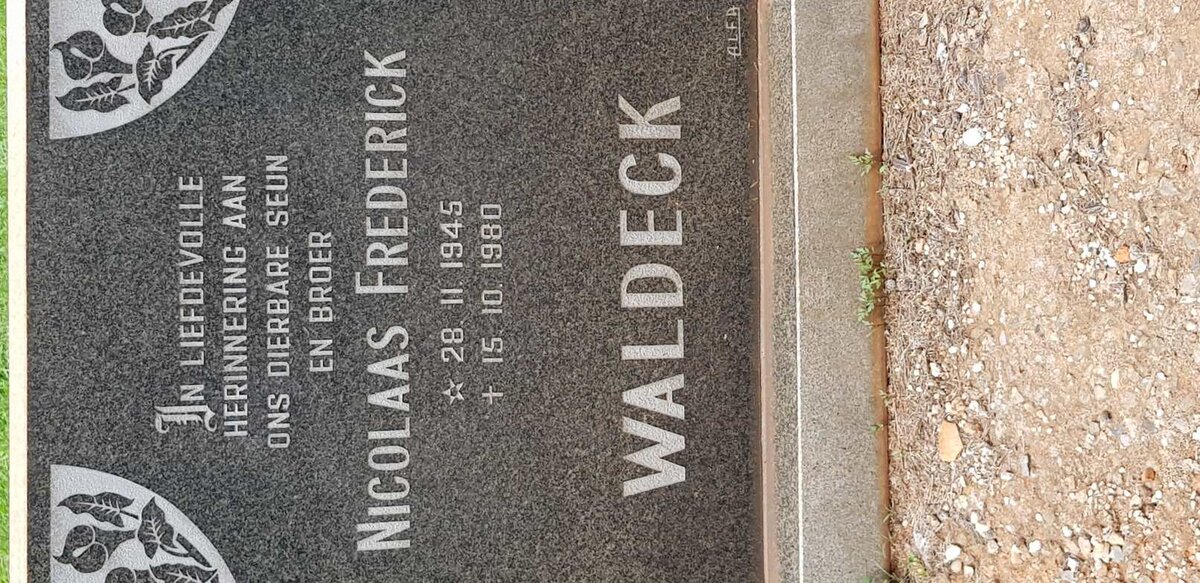 IN LIEFDEVOLLE
HERINNERING AAN
ONS DIERBARE SEUN
EN BROER
NICOLAAS FREDERICK
☆ 28 11 1945
+ 15.10.1980
WALDECK